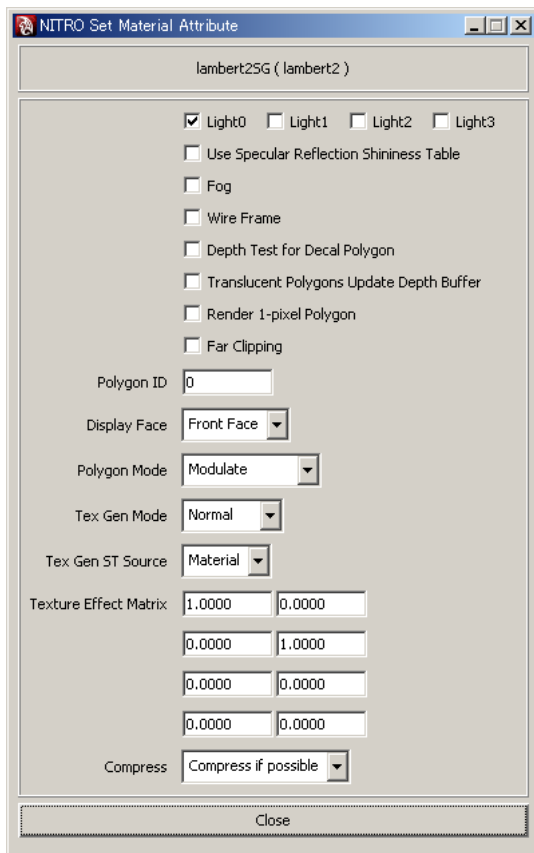 NITRO Set Material Attribute
lambert2SG ( lambert2 )
Light0 Light1 Light2 Light3
Use Specular Reflection Shininess Table
Fog
Wire Frame
Depth Test for Decal Polygon
Translucent Polygons Update Depth Buffer
Render 1-pixel Polygon
Far Clipping
Polygon ID 0
Display Face Front Face
Polygon Mode Modulate
Tex Gen Mode Normal
Tex Gen ST Source Material
Texture Effect Matrix 1.0000 0.0000
0.0000 1.0000
0.0000 0.0000
0.0000 0.0000
Compress Compress if possible
Close